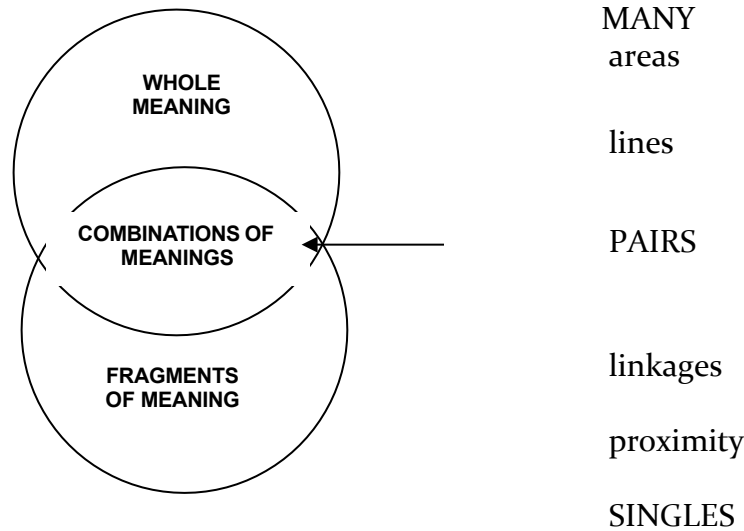 MANY
areas
WHOLE
MEANING
lines
COMBINATIONS OF
MEANINGS
PAIRS
FRAGMENTS
OF MEANING
linkages
proximity
SINGLES